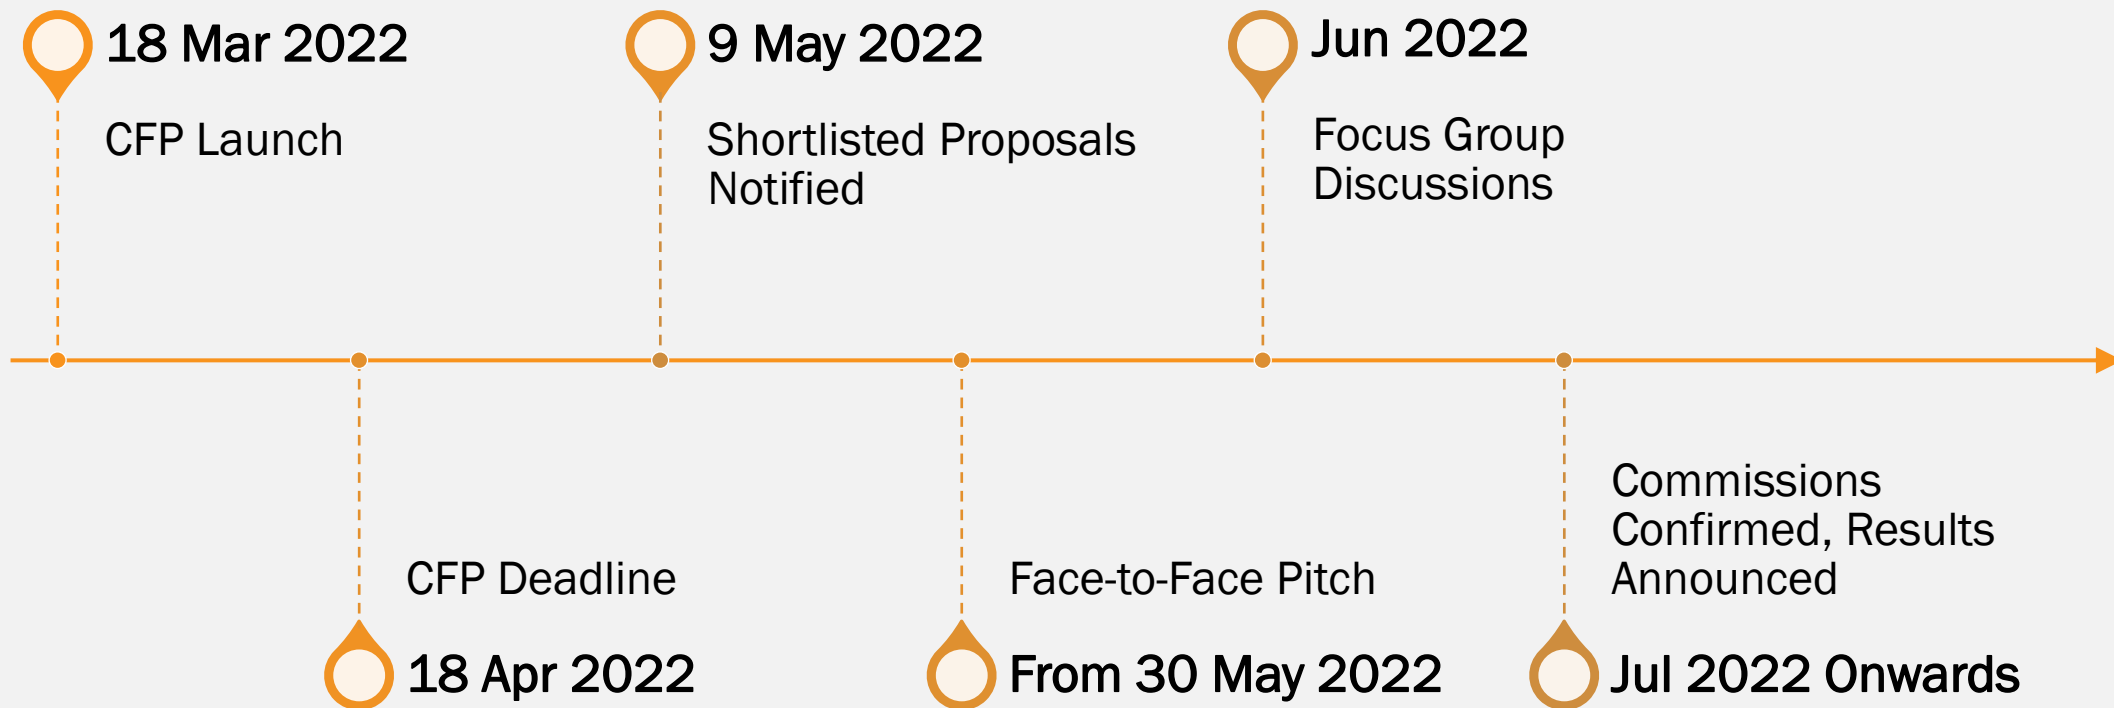 18 Mar 2022
CFP Launch
9 May 2022
Shortlisted Proposals
Notified
Jun 2022
Focus Group
Discussions
CFP Deadline
18 Apr 2022
Face-to-Face Pitch
From 30 May 2022
Commissions
Confirmed, Results
Announced
Jul 2022 Onwards